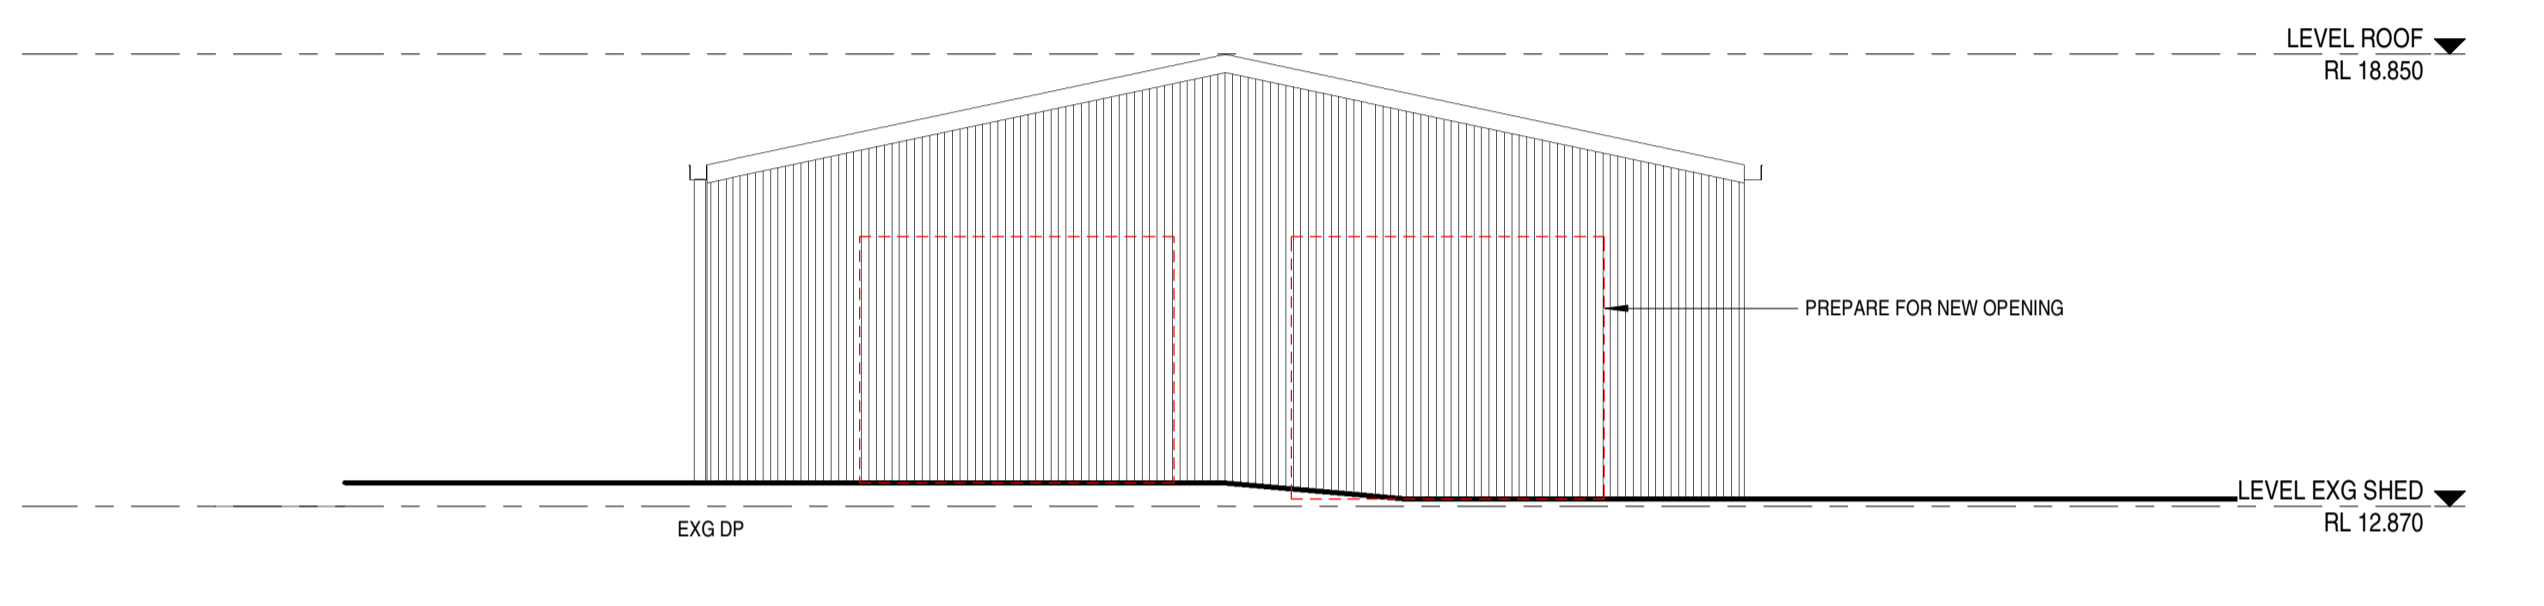 LEVEL ROOF
RL 18.850
PREPARE FOR NEW OPENING
LEVEL EXG SHED
RL 12.870
EXG DP